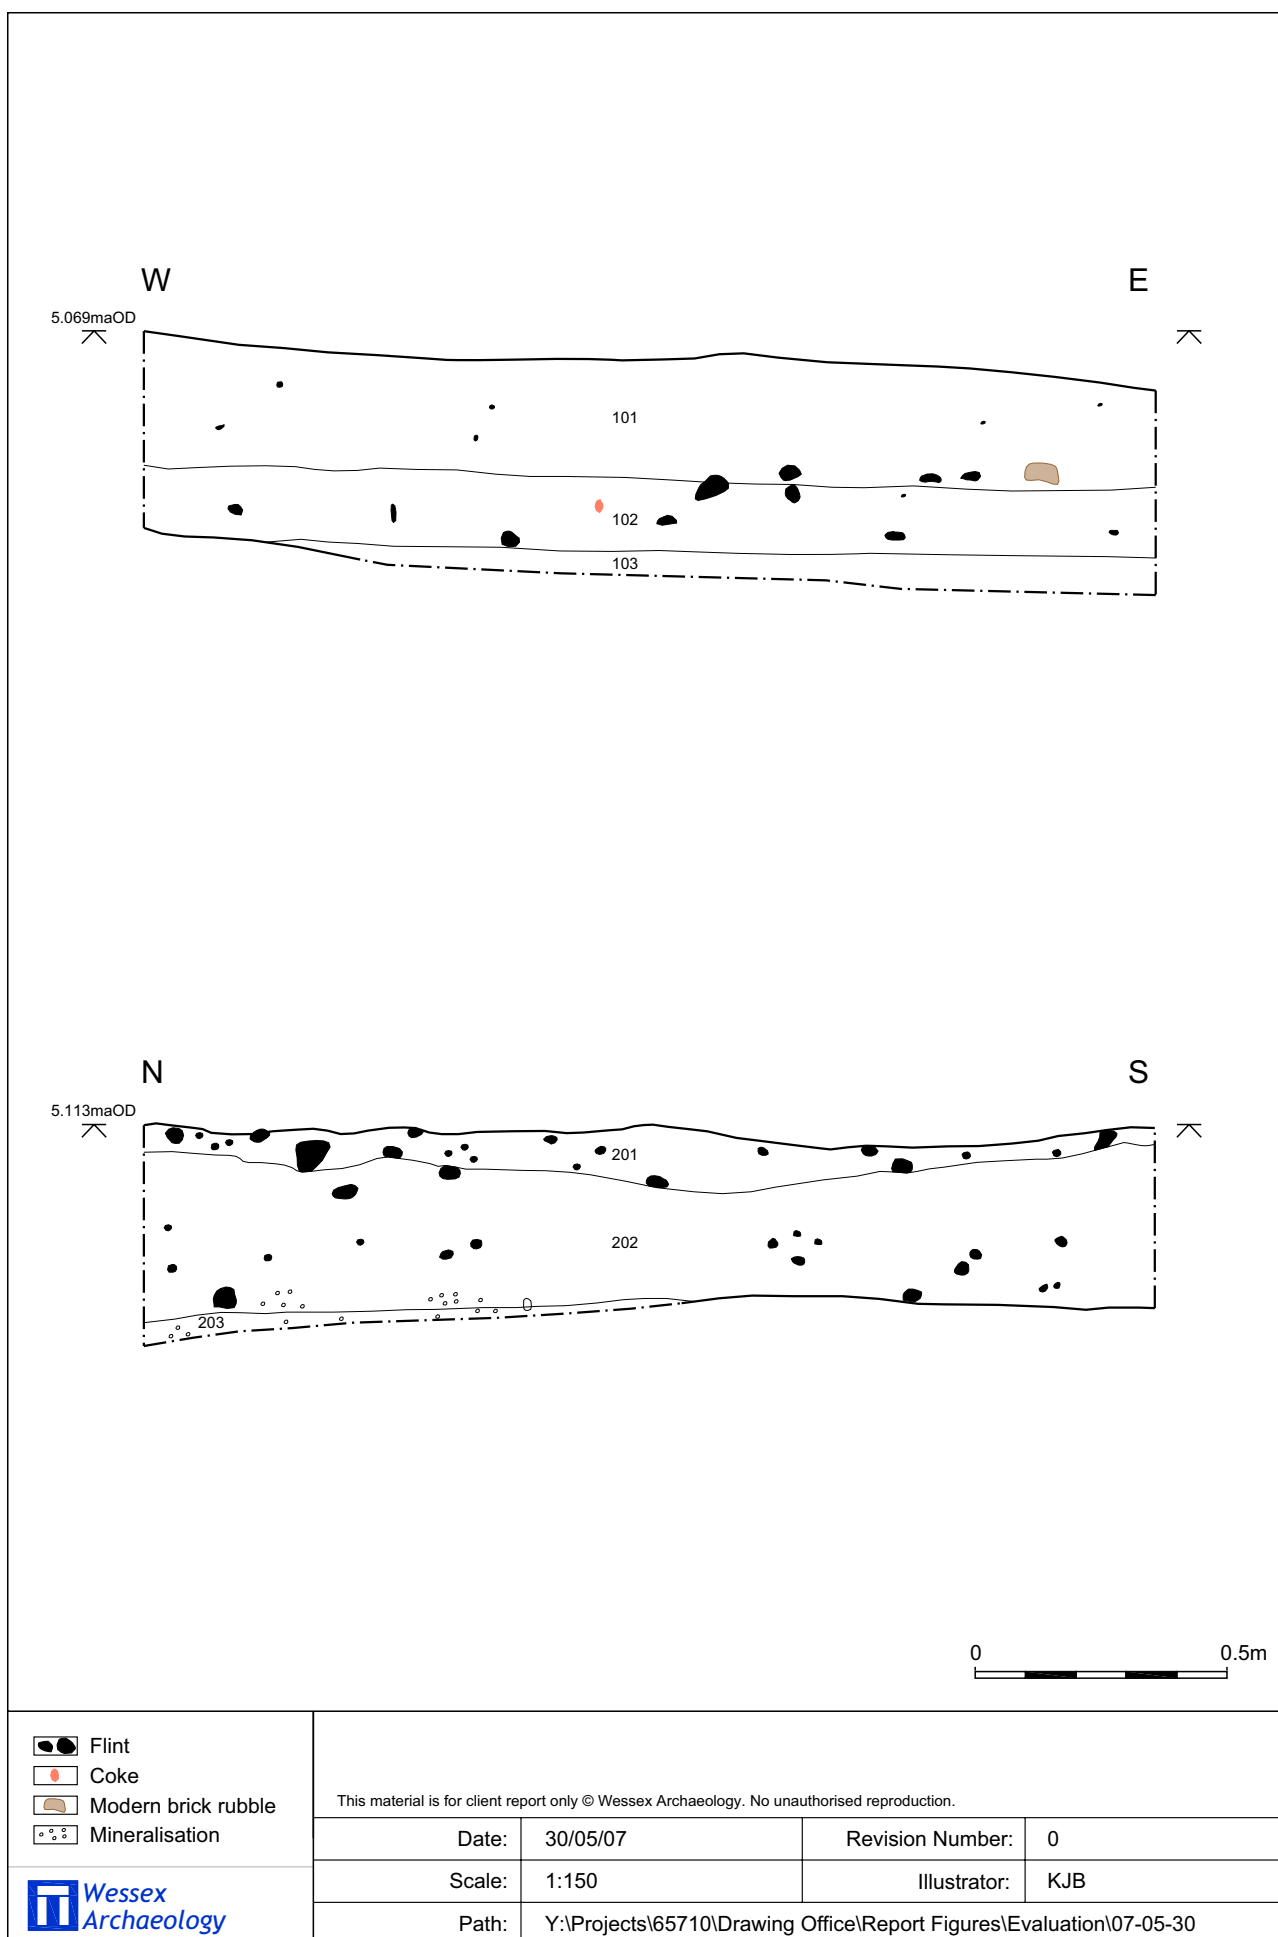 W E
5.069maOD
101
102
103
N S
5.113maOD
201
202
203
0 0.5m
Flint
Coke
Modern brick rubble
Mineralisation
Wessex
Archaeology
This material is for client report only © Wessex Archaeology. No unauthorised reproduction.
Date: 30/05/07 Revision Number: 0
Scale: 1:150 Illustrator: KJB
Path: Y:\Projects\65710\Drawing Office\Report Figures\Evaluation\07-05-30